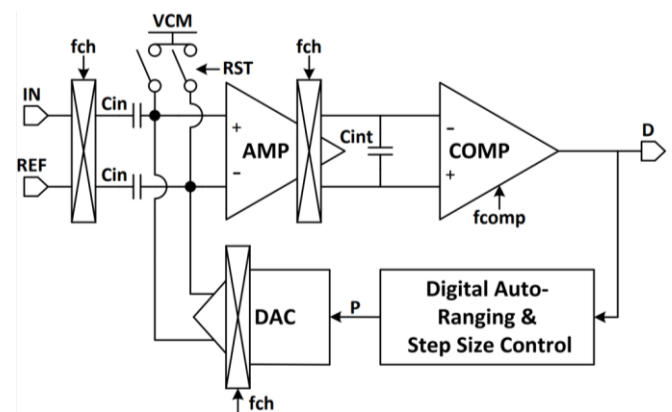 VCM
fch
fch
RST
IN
Cin
+
AMP
-
Cint
-
COMP
+
D
REF
Cin
fcomp
DAC
P
Digital Auto-
Ranging &
Step Size Control
fch